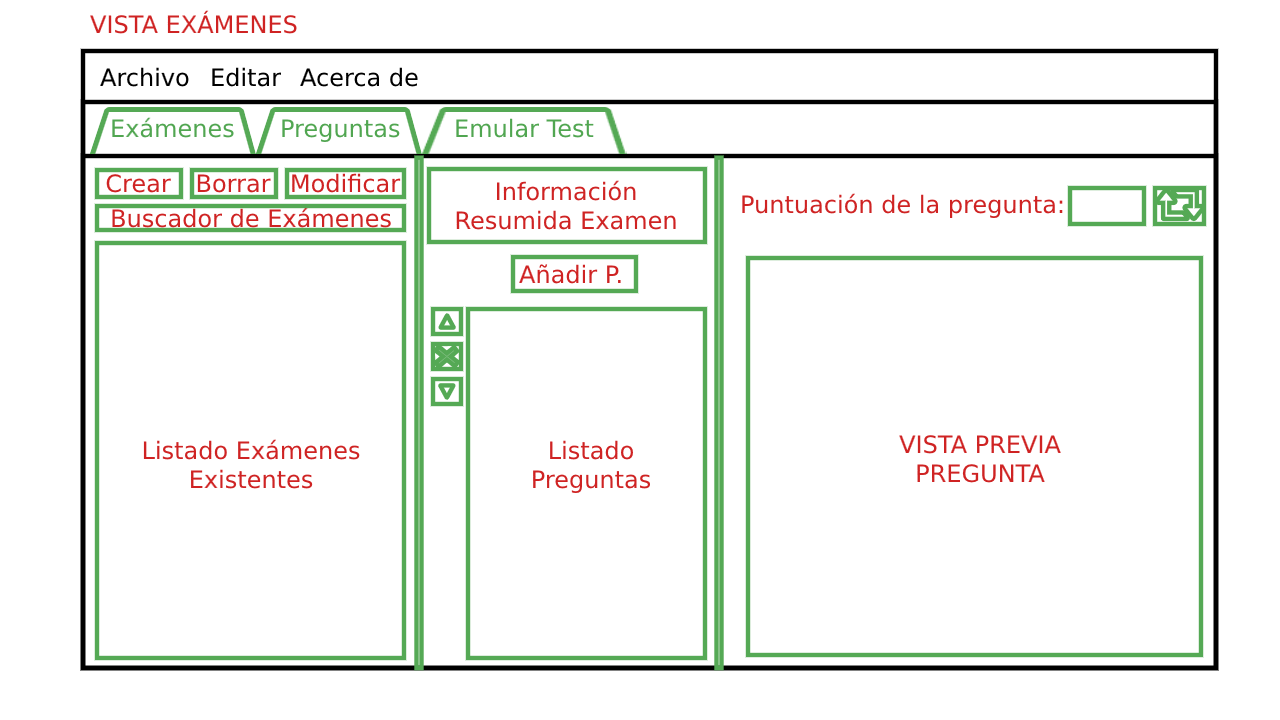 VISTA EXÁMENES
Archivo Editar Acerca de
Exámenes Preguntas Emular Test
Crear Borrar Modificar
Buscador de Exámenes
Listado Exámenes
Existentes
Información
Resumida Examen
Añadir P.
Listado
Preguntas
Puntuación de la pregunta:
VISTA PREVIA
PREGUNTA